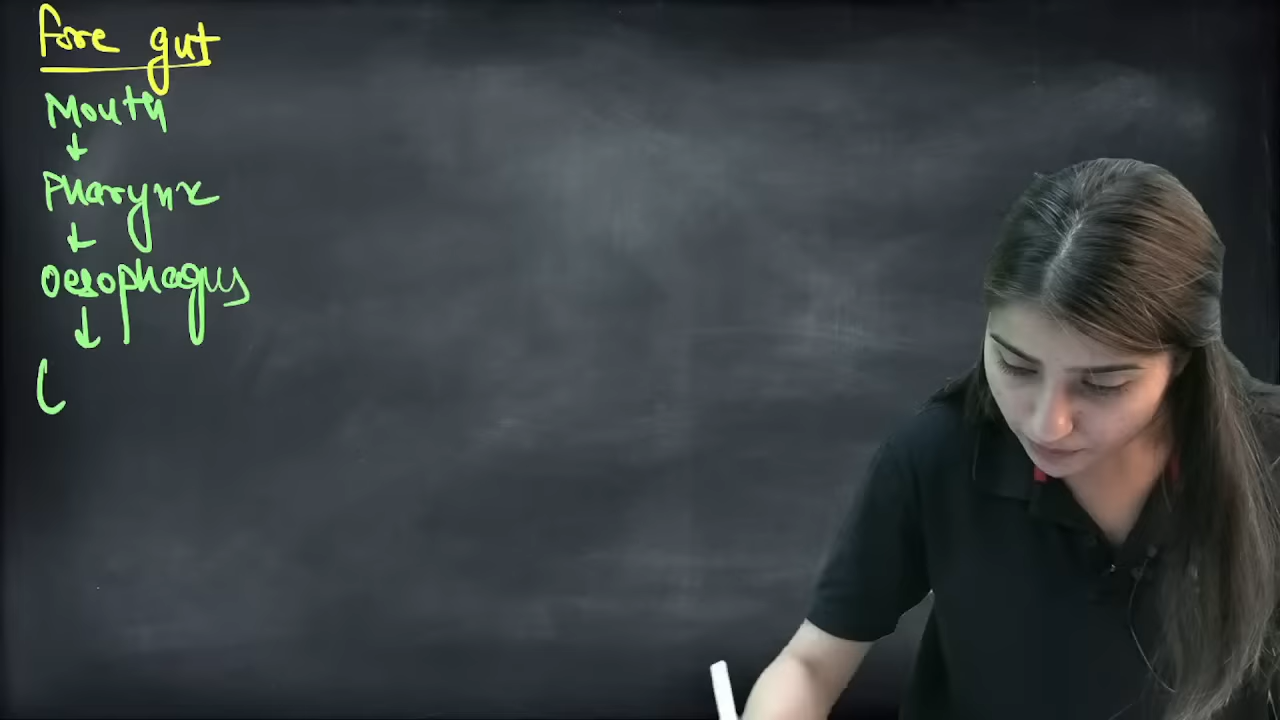 Fore gut
Mouth
↓
Pharynx
↓
Oesophagus
↓
C